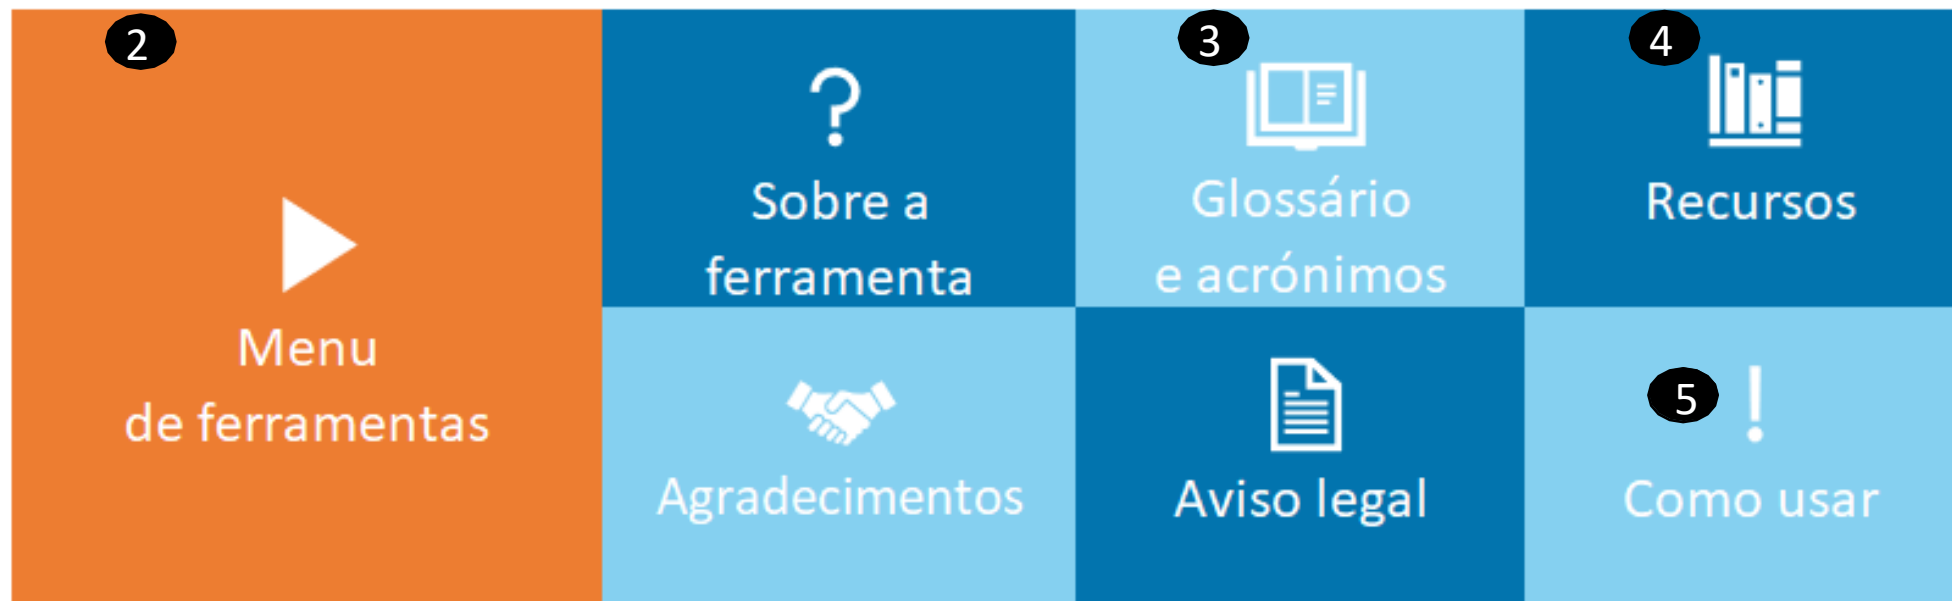 2
Menu
de ferramentas
?
Sobre a
ferramenta
3
Glossário
e acrónimos
4
Recursos
Agradecimentos
Aviso legal
5
!
Como usar